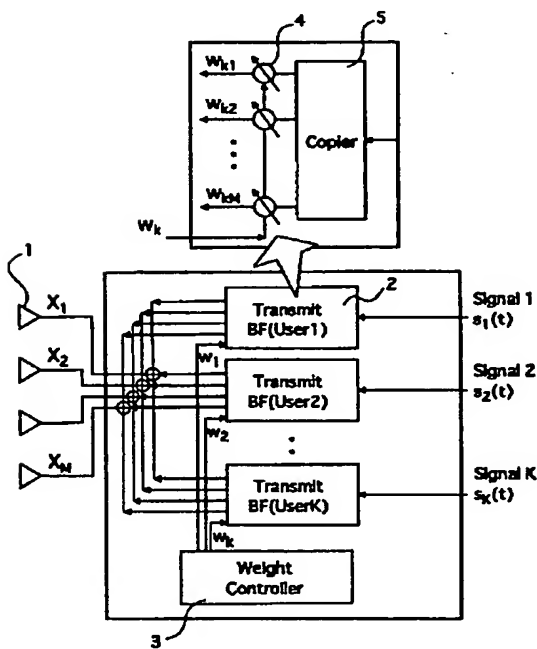 4
5
Wk1
Wk2
WkM
Wk
Copier
1
X1
X2
XM
2
Transmit
BF(User1)
w1
Transmit
BF(User2)
w2
Transmit
BF(UserK)
wk
Weight
Controller
3
Signal 1
s1(t)
Signal 2
s2(t)
Signal K
sK(t)